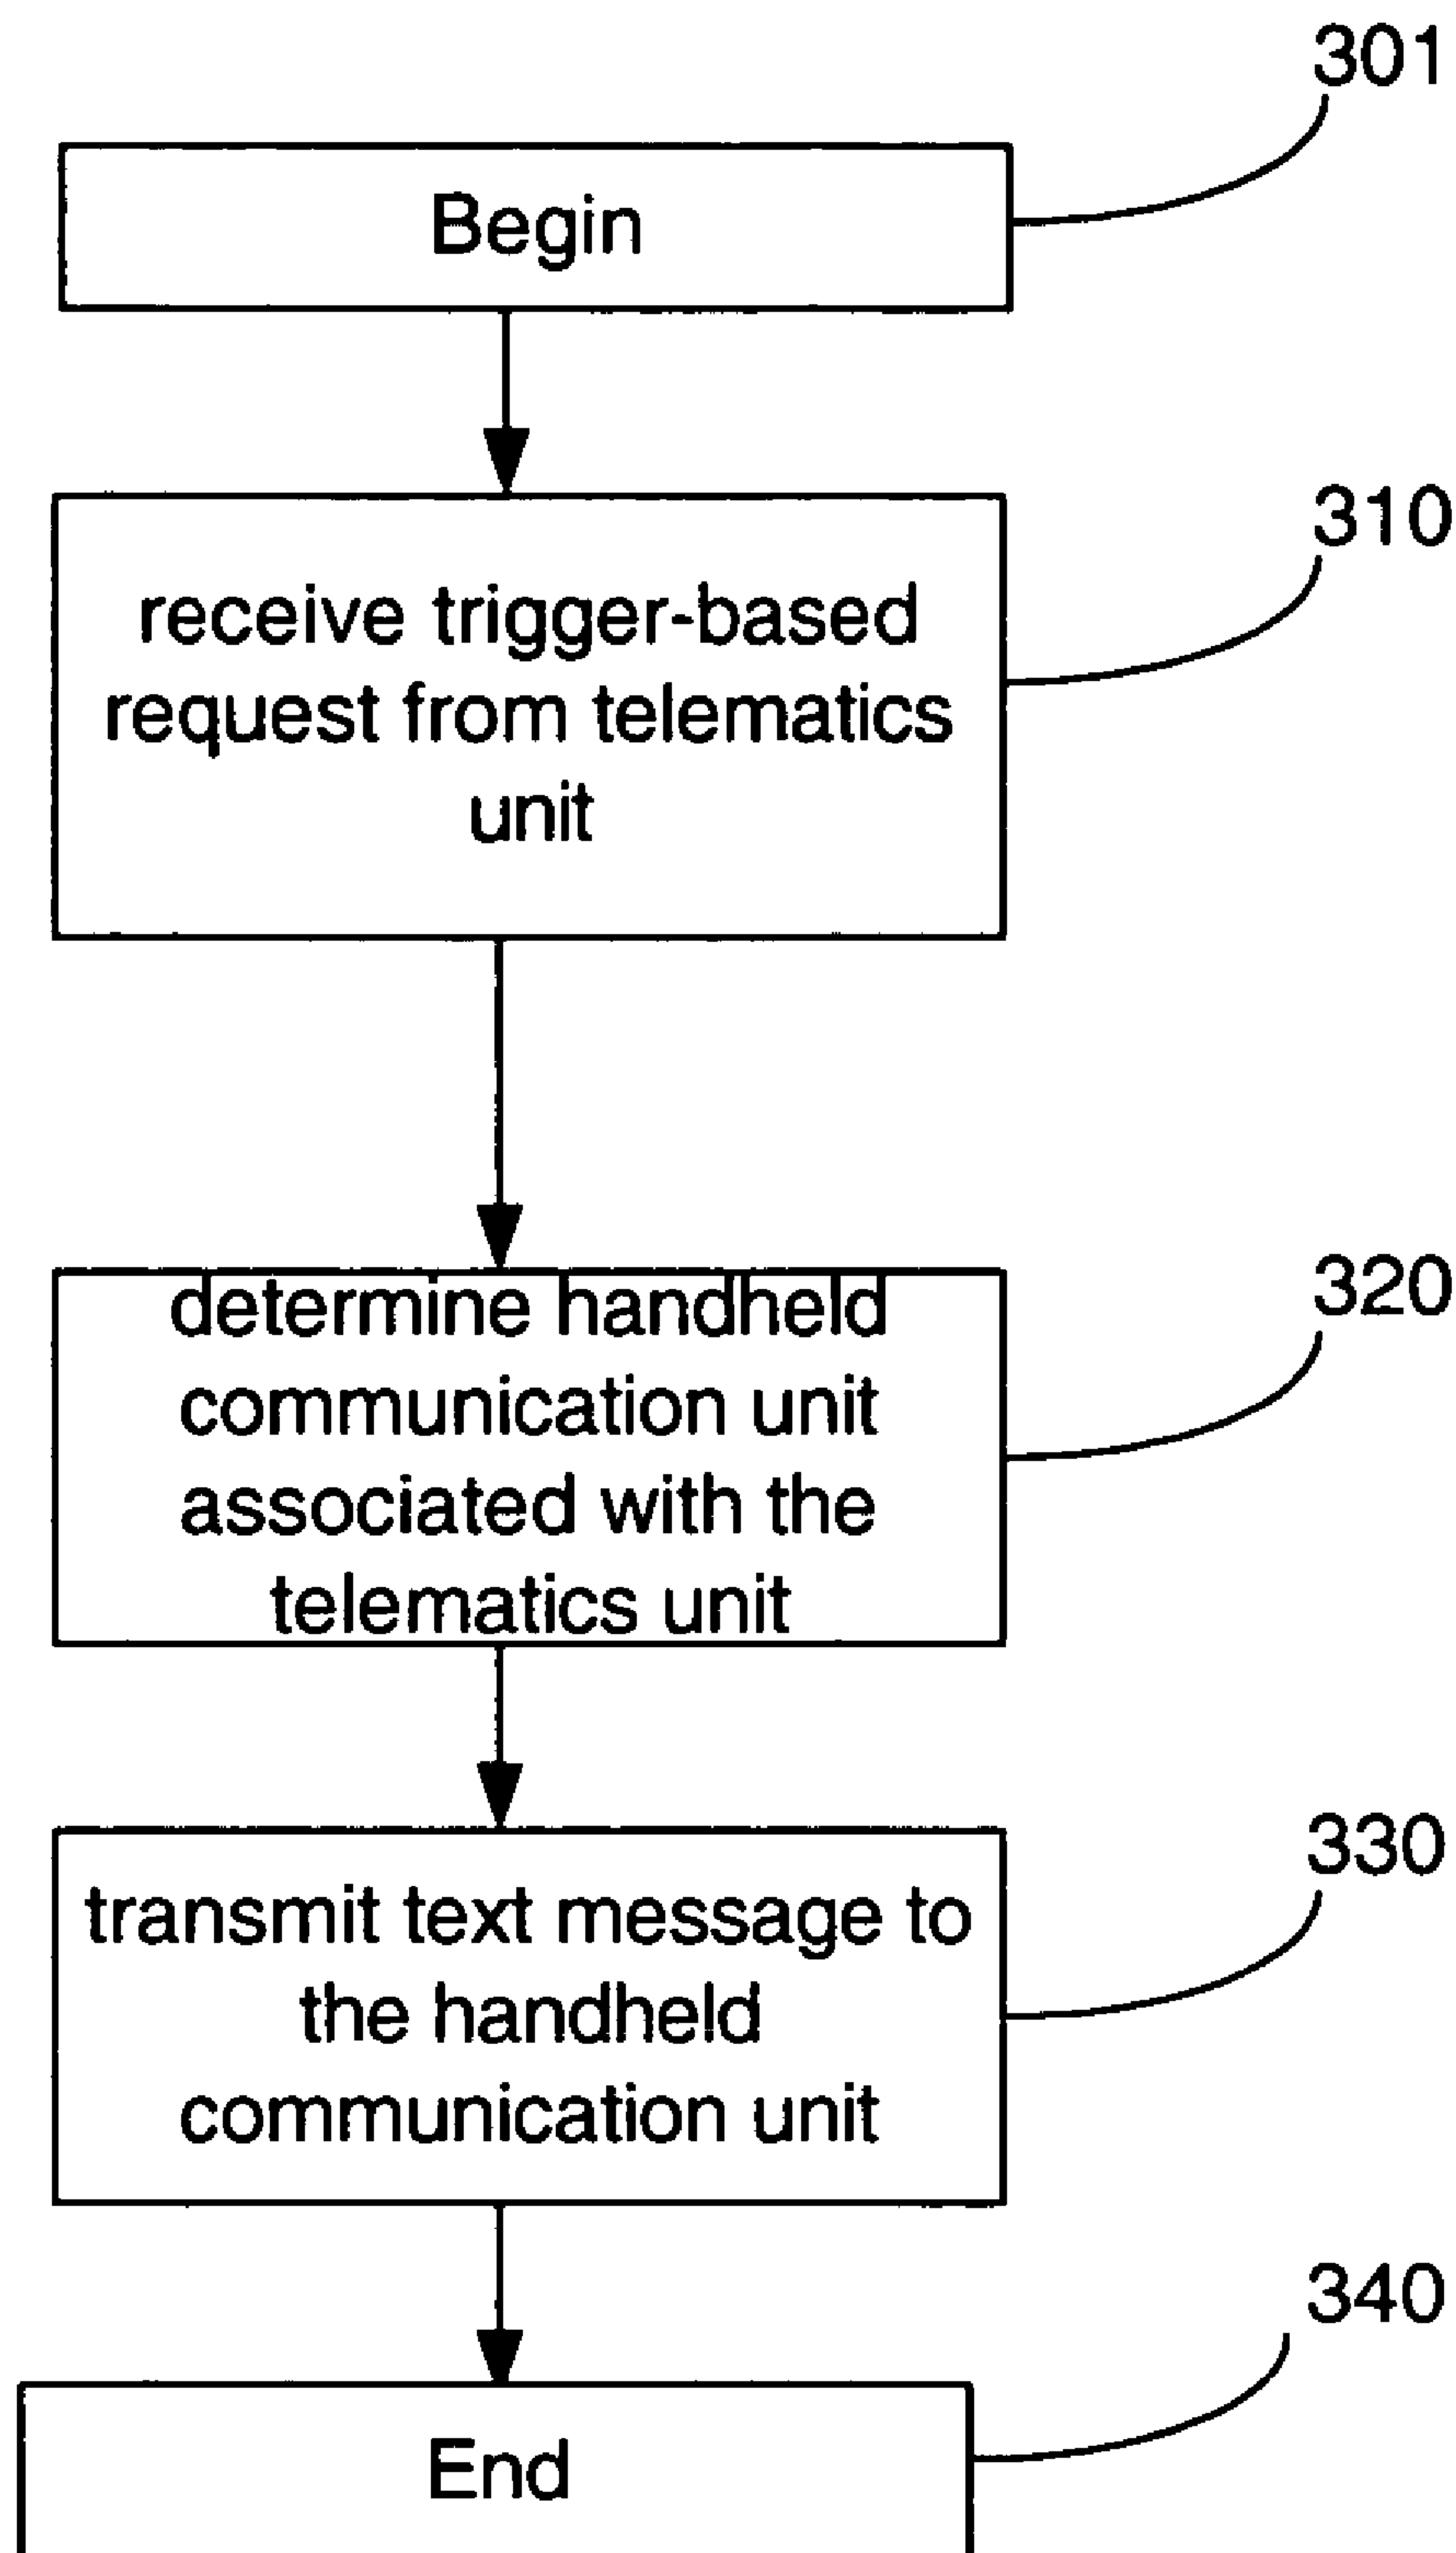 301
Begin
310
receive trigger-based
request from telematics
unit
320
determine handheld
communication unit
associated with the
telematics unit
330
transmit text message to
the handheld
communication unit
340
End